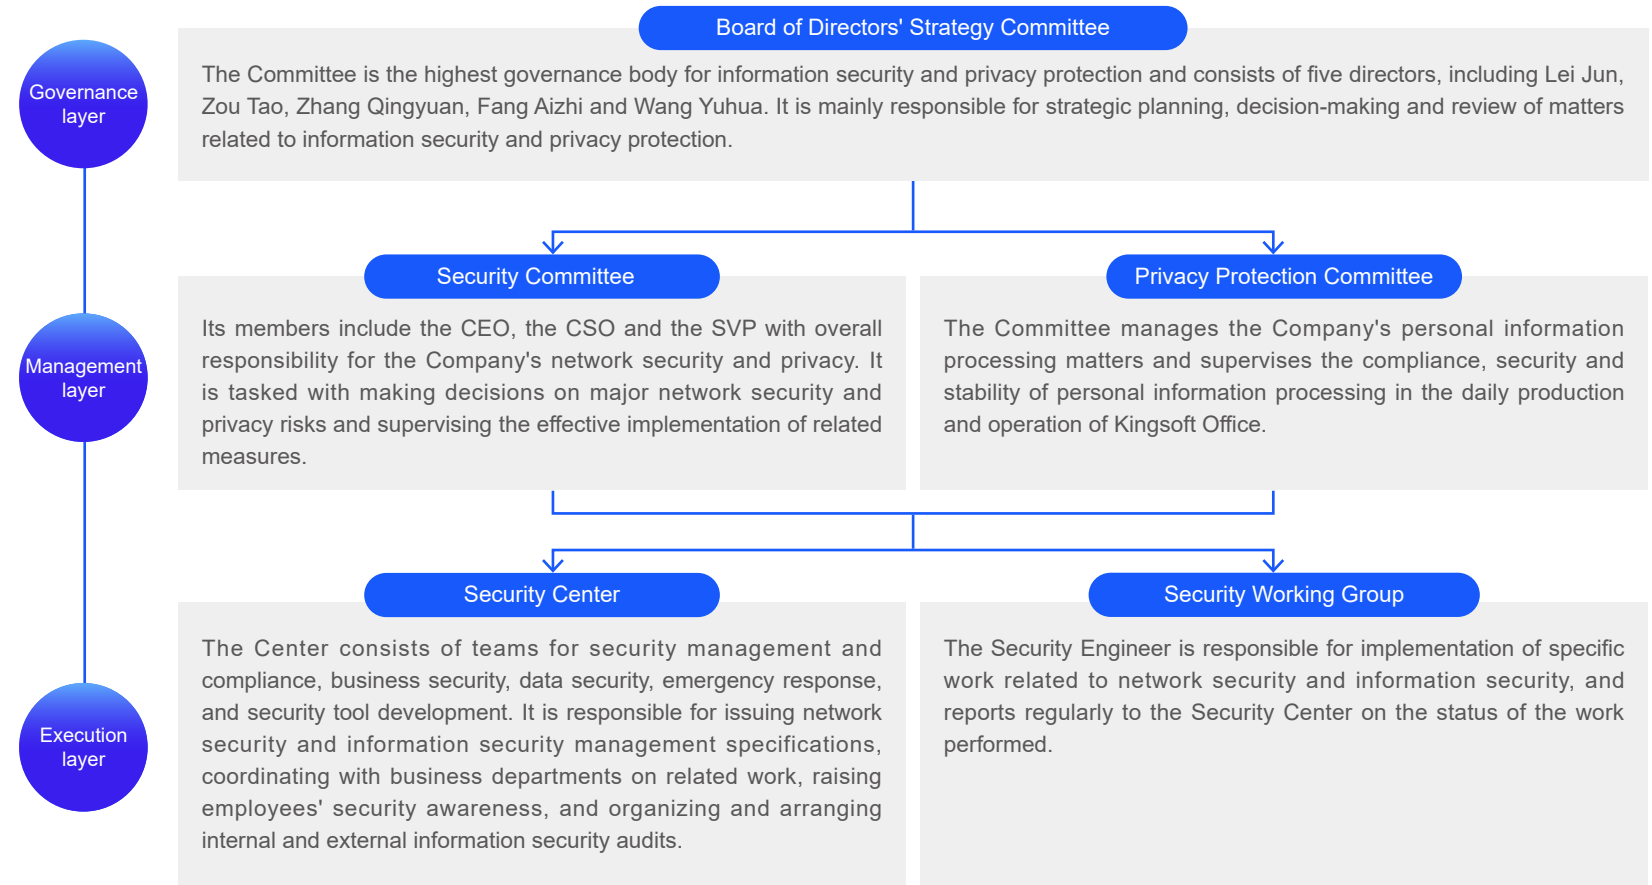 Board of Directors' Strategy Committee
Governance
layer
The Committee is the highest governance body for information security and privacy protection and consists of five directors, including Lei Jun,
Zou Tao, Zhang Qingyuan, Fang Aizhi and Wang Yuhua. It is mainly responsible for strategic planning, decision-making and review of matters
related to information security and privacy protection.
Management
layer
Security Committee
Its members include the CEO, the CSO and the SVP with overall
responsibility for the Company's network security and privacy. It
is tasked with making decisions on major network security and
privacy risks and supervising the effective implementation of related
measures.
Privacy Protection Committee
The Committee manages the Company's personal information
processing matters and supervises the compliance, security and
stability of personal information processing in the daily production
and operation of Kingsoft Office.
Execution
layer
Security Center
The Center consists of teams for security management and
compliance, business security, data security, emergency response,
and security tool development. It is responsible for issuing network
security and information security management specifications,
coordinating with business departments on related work, raising
employees' security awareness, and organizing and arranging
internal and external information security audits.
Security Working Group
The Security Engineer is responsible for implementation of specific
work related to network security and information security, and
reports regularly to the Security Center on the status of the work
performed.